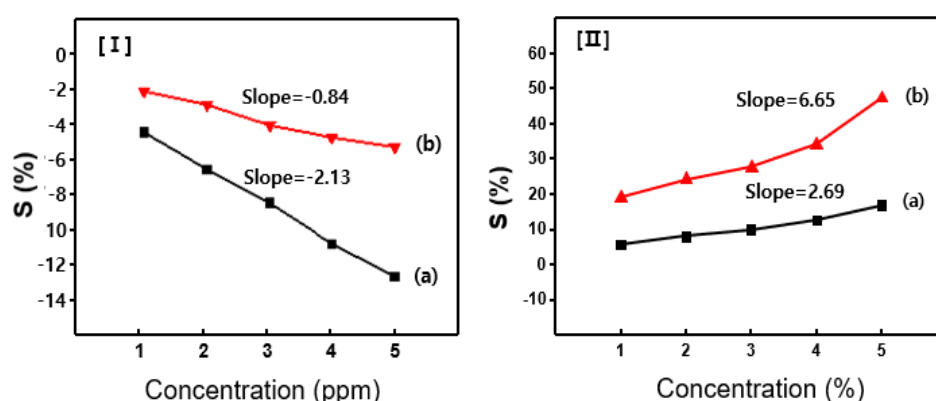 [ I ]
0
-2
-4
-6
-8
10
-12
-14
S (%)
Slope=-0.84
Slope=-2.13
(b)
(a)
1 2 3 4 5
Concentration (ppm)
[II]
60
50
40
30
20
10
0
-10
S (%)
Slope=6.65
Slope=2.69
(b)
(a)
1 2 3 4 5
Concentration (%)